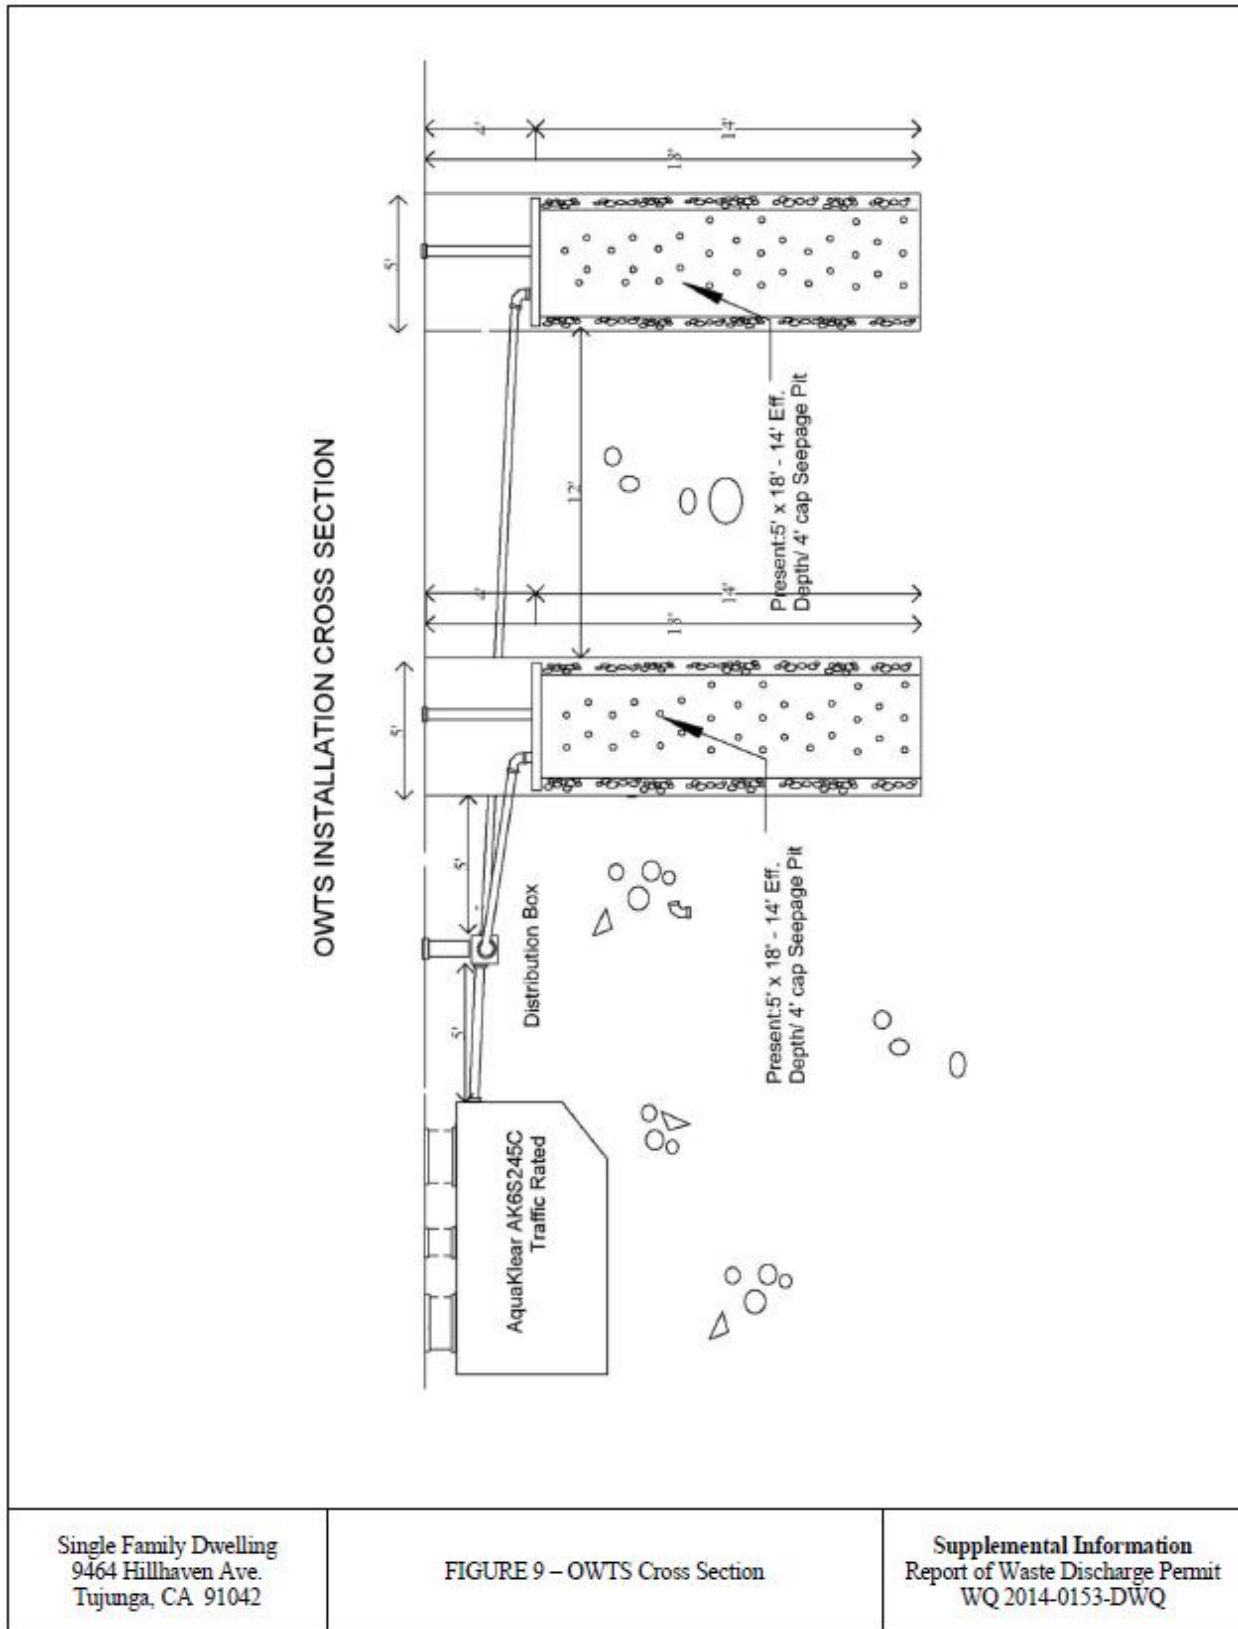 OWTS INSTALLATION CROSS SECTION
AquaKlear AK6S245C
Traffic Rated
5'
Distribution Box
5'
5'
4'
14'
18'
Present:5' x 18' - 14' Eff.
Depth/ 4' cap Seepage Pit
12'
5'
4'
14'
18'
Present:5' x 18' - 14' Eff.
Depth/ 4' cap Seepage Pit
Single Family Dwelling
9464 Hillhaven Ave.
Tujunga, CA 91042
FIGURE 9 – OWTS Cross Section
Supplemental Information
Report of Waste Discharge Permit
WQ 2014-0153-DWQ